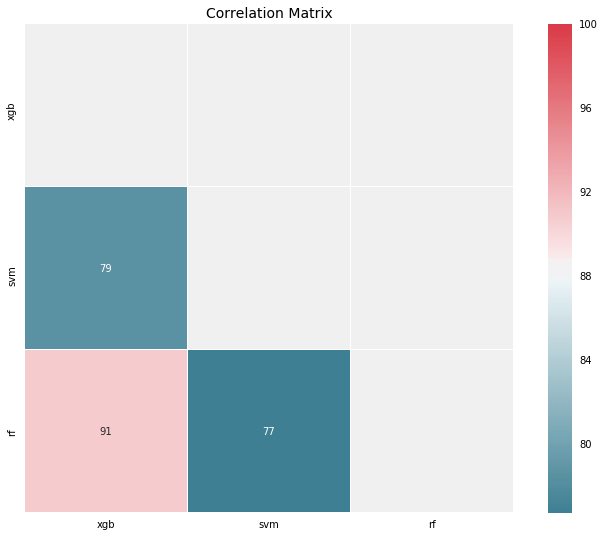 Correlation Matrix
xgb
svm
rf
79
91
77
xgb
svm
rf
100
96
92
88
84
80